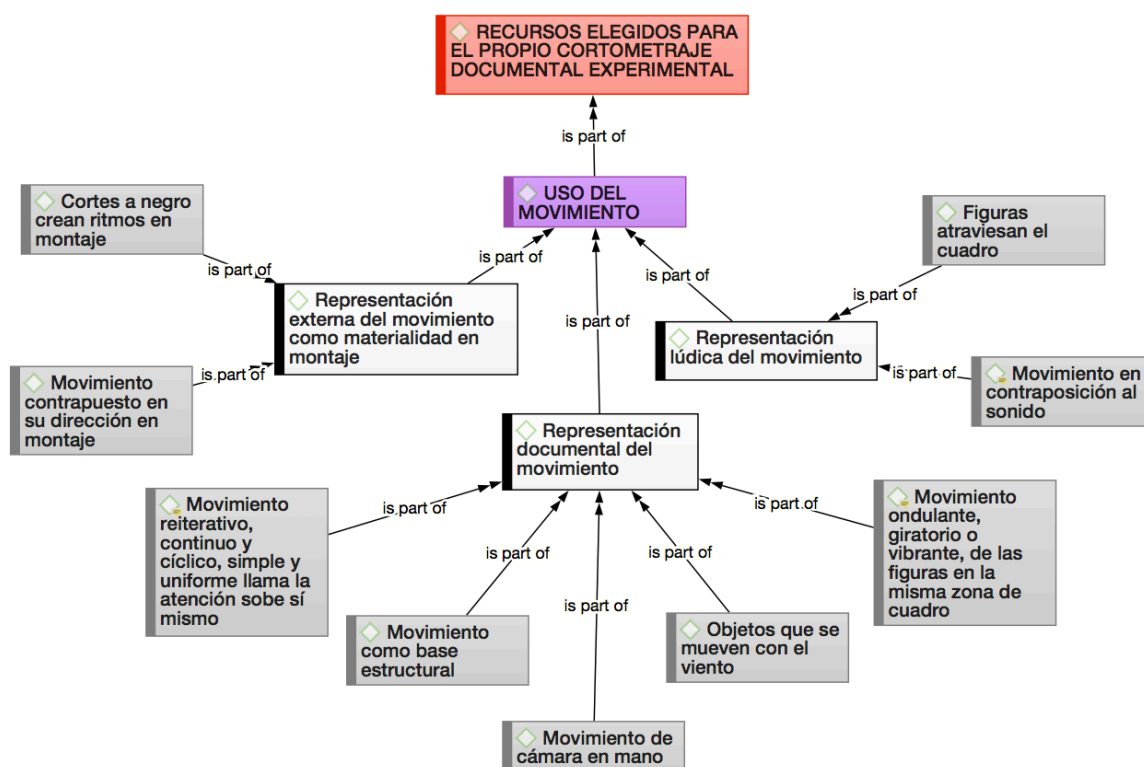 RECURSOS ELEGIDOS PARA
EL PROPIO CORTOMETRAJE
DOCUMENTAL EXPERIMENTAL
is part of
USO DEL
MOVIMIENTO
Cortes a negro
crean ritmos en
montaje
Figuras
atraviesan el
cuadro
is part of
is part of
is part of
is part of
is part of
is part of
Representación
externa del movimiento
como materialidad en
montaje
Representación
lúdica del movimiento
is part of
is part of
Movimiento
contrapuesto en
su dirección en
montaje
Movimiento en
contraposición al
sonido
Representación
documental del
movimiento
Movimiento
reiterativo,
continuo y
cíclico, simple y
uniforme llama la
atención sobe sí
mismo
is part of
is part of
is part of
is part of
is part of
Movimiento
ondulante,
giratorio o
vibrante, de las
figuras en la
misma zona de
cuadro
Movimiento
como base
estructural
Objetos que se
mueven con el
viento
Movimiento de
cámara en mano